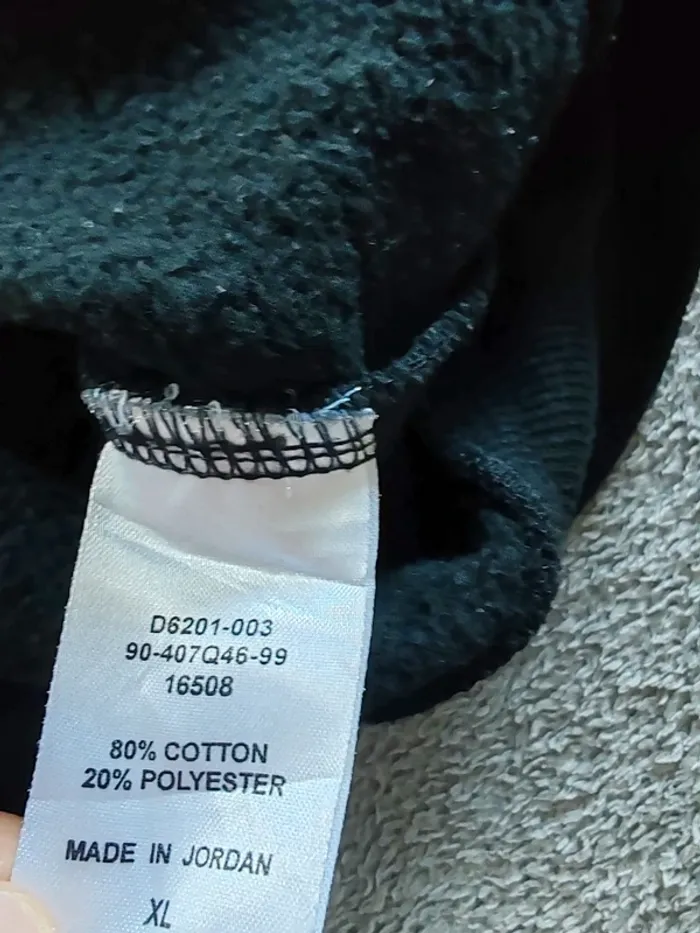 D6201-003
90-407Q46-99
16508
80% COTTON
20% POLYESTER
MADE IN JORDAN
XL